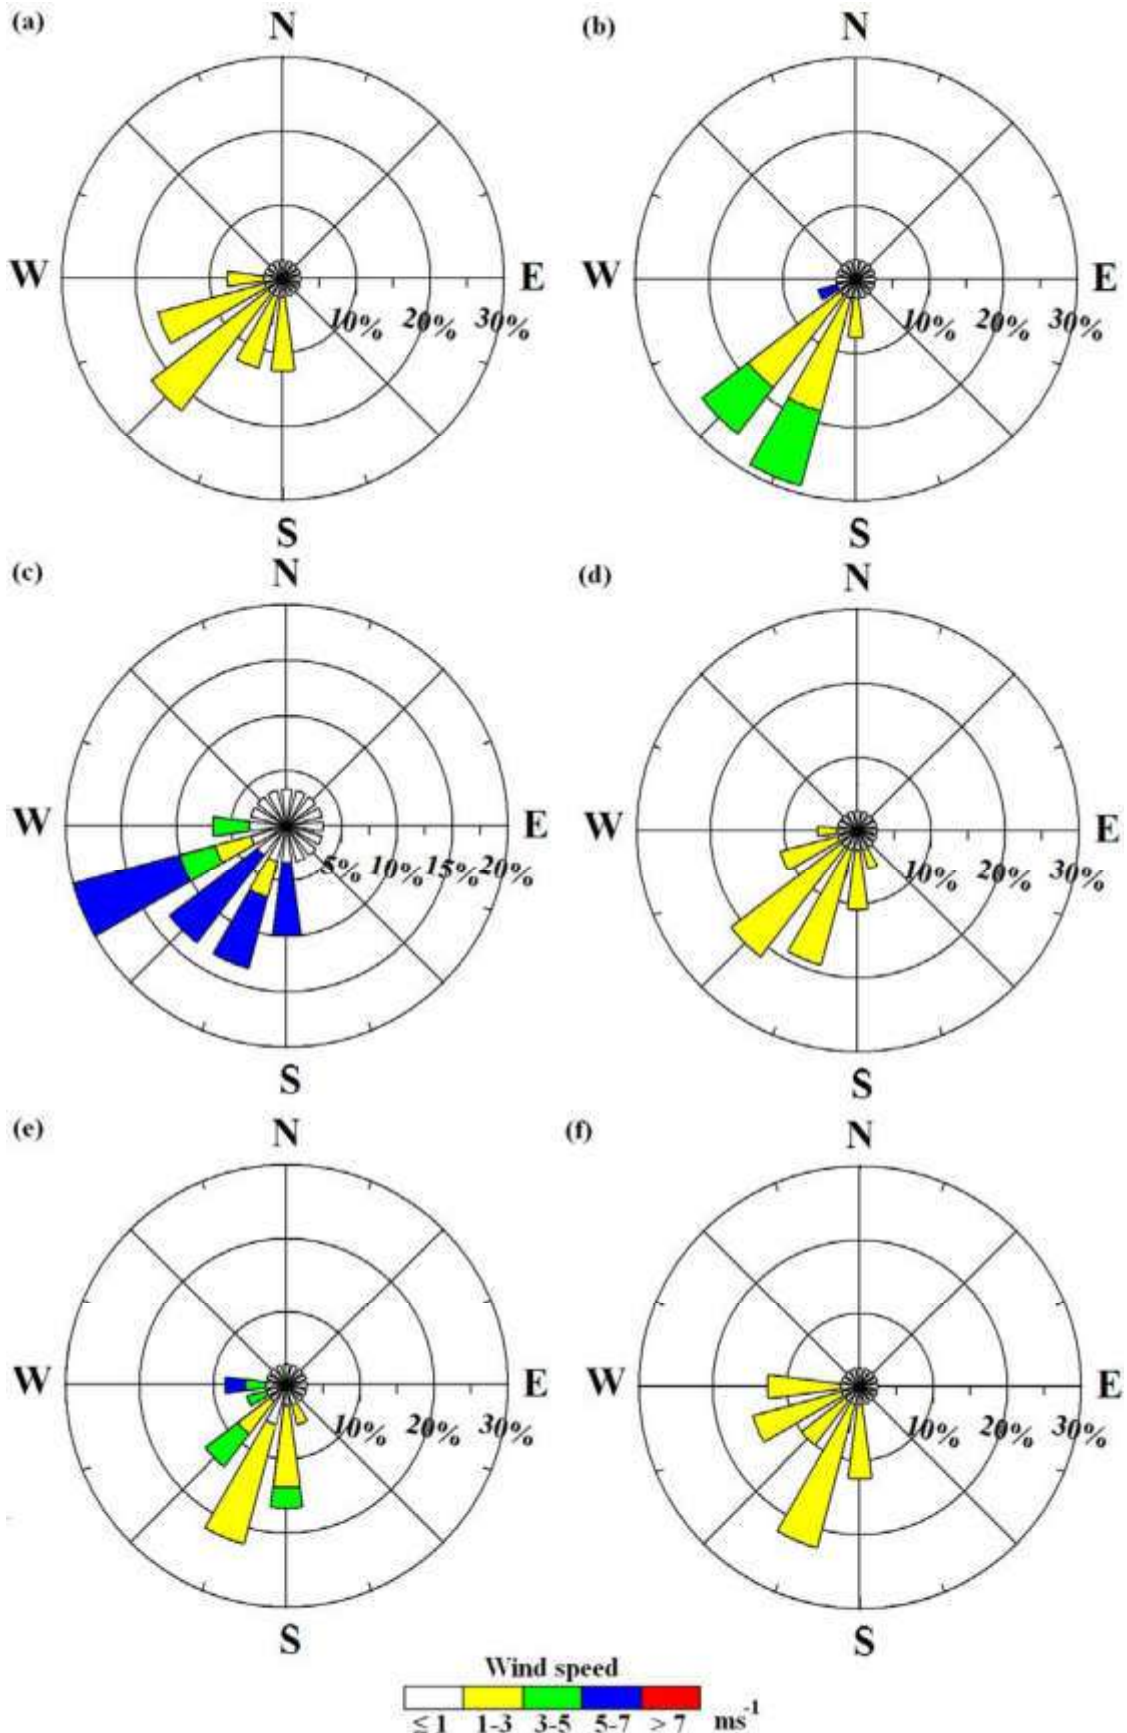 (a) N (b) N
W E W E
10% 20% 30% 10% 20% 30%
S S
(c) N (d) N
W E W E
5% 10% 15% 20% 10% 20% 30%
S S
(e) N (f) N
W E W E
10% 20% 30% 10% 20% 30%
S S
Wind speed
≤ 1 1-3 3-5 5-7 > 7 ms⁻¹